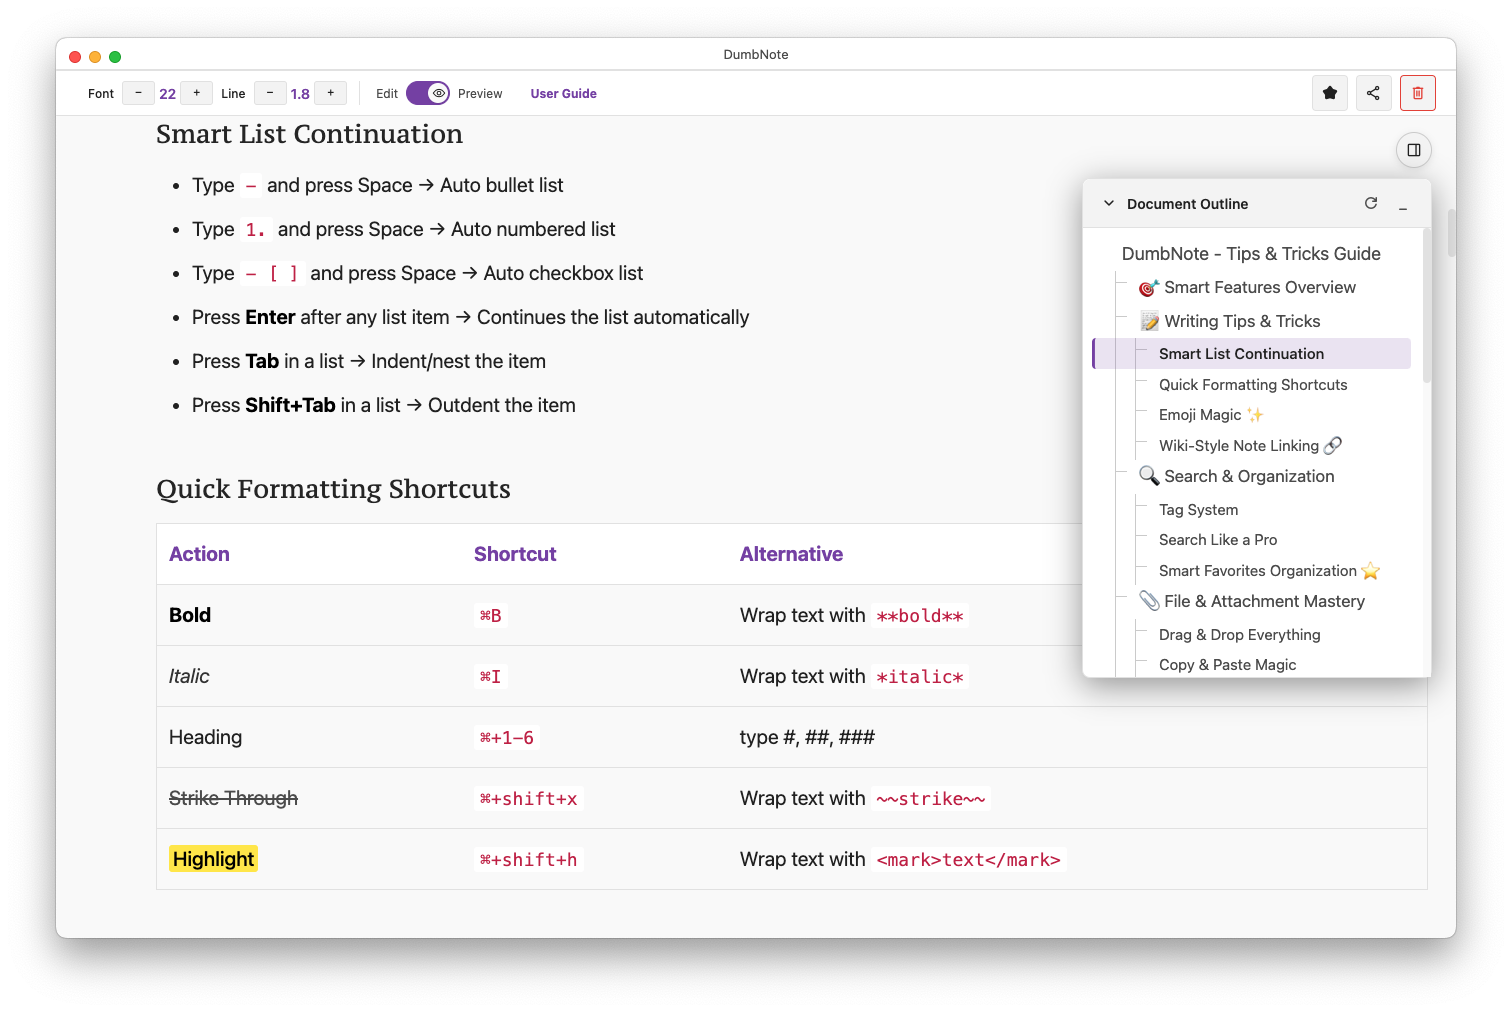 DumbNote
Font − 22 + Line − 1.8 + Edit Preview User Guide
Smart List Continuation
• Type - and press Space → Auto bullet list
• Type 1. and press Space → Auto numbered list
• Type - [ ] and press Space → Auto checkbox list
• Press Enter after any list item → Continues the list automatically
• Press Tab in a list → Indent/nest the item
• Press Shift+Tab in a list → Outdent the item
Quick Formatting Shortcuts
Action Shortcut Alternative
Bold ⌘B Wrap text with **bold**
Italic ⌘I Wrap text with *italic*
Heading ⌘+1-6 type #, ##, ###
Strike Through ⌘+shift+x Wrap text with ~~strike~~
Highlight ⌘+shift+h Wrap text with <mark>text</mark>
Document Outline
DumbNote - Tips & Tricks Guide
🎯 Smart Features Overview
📝 Writing Tips & Tricks
Smart List Continuation
Quick Formatting Shortcuts
Emoji Magic ✨
Wiki-Style Note Linking 🔗
🔍 Search & Organization
Tag System
Search Like a Pro
Smart Favorites Organization ⭐
📎 File & Attachment Mastery
Drag & Drop Everything
Copy & Paste Magic